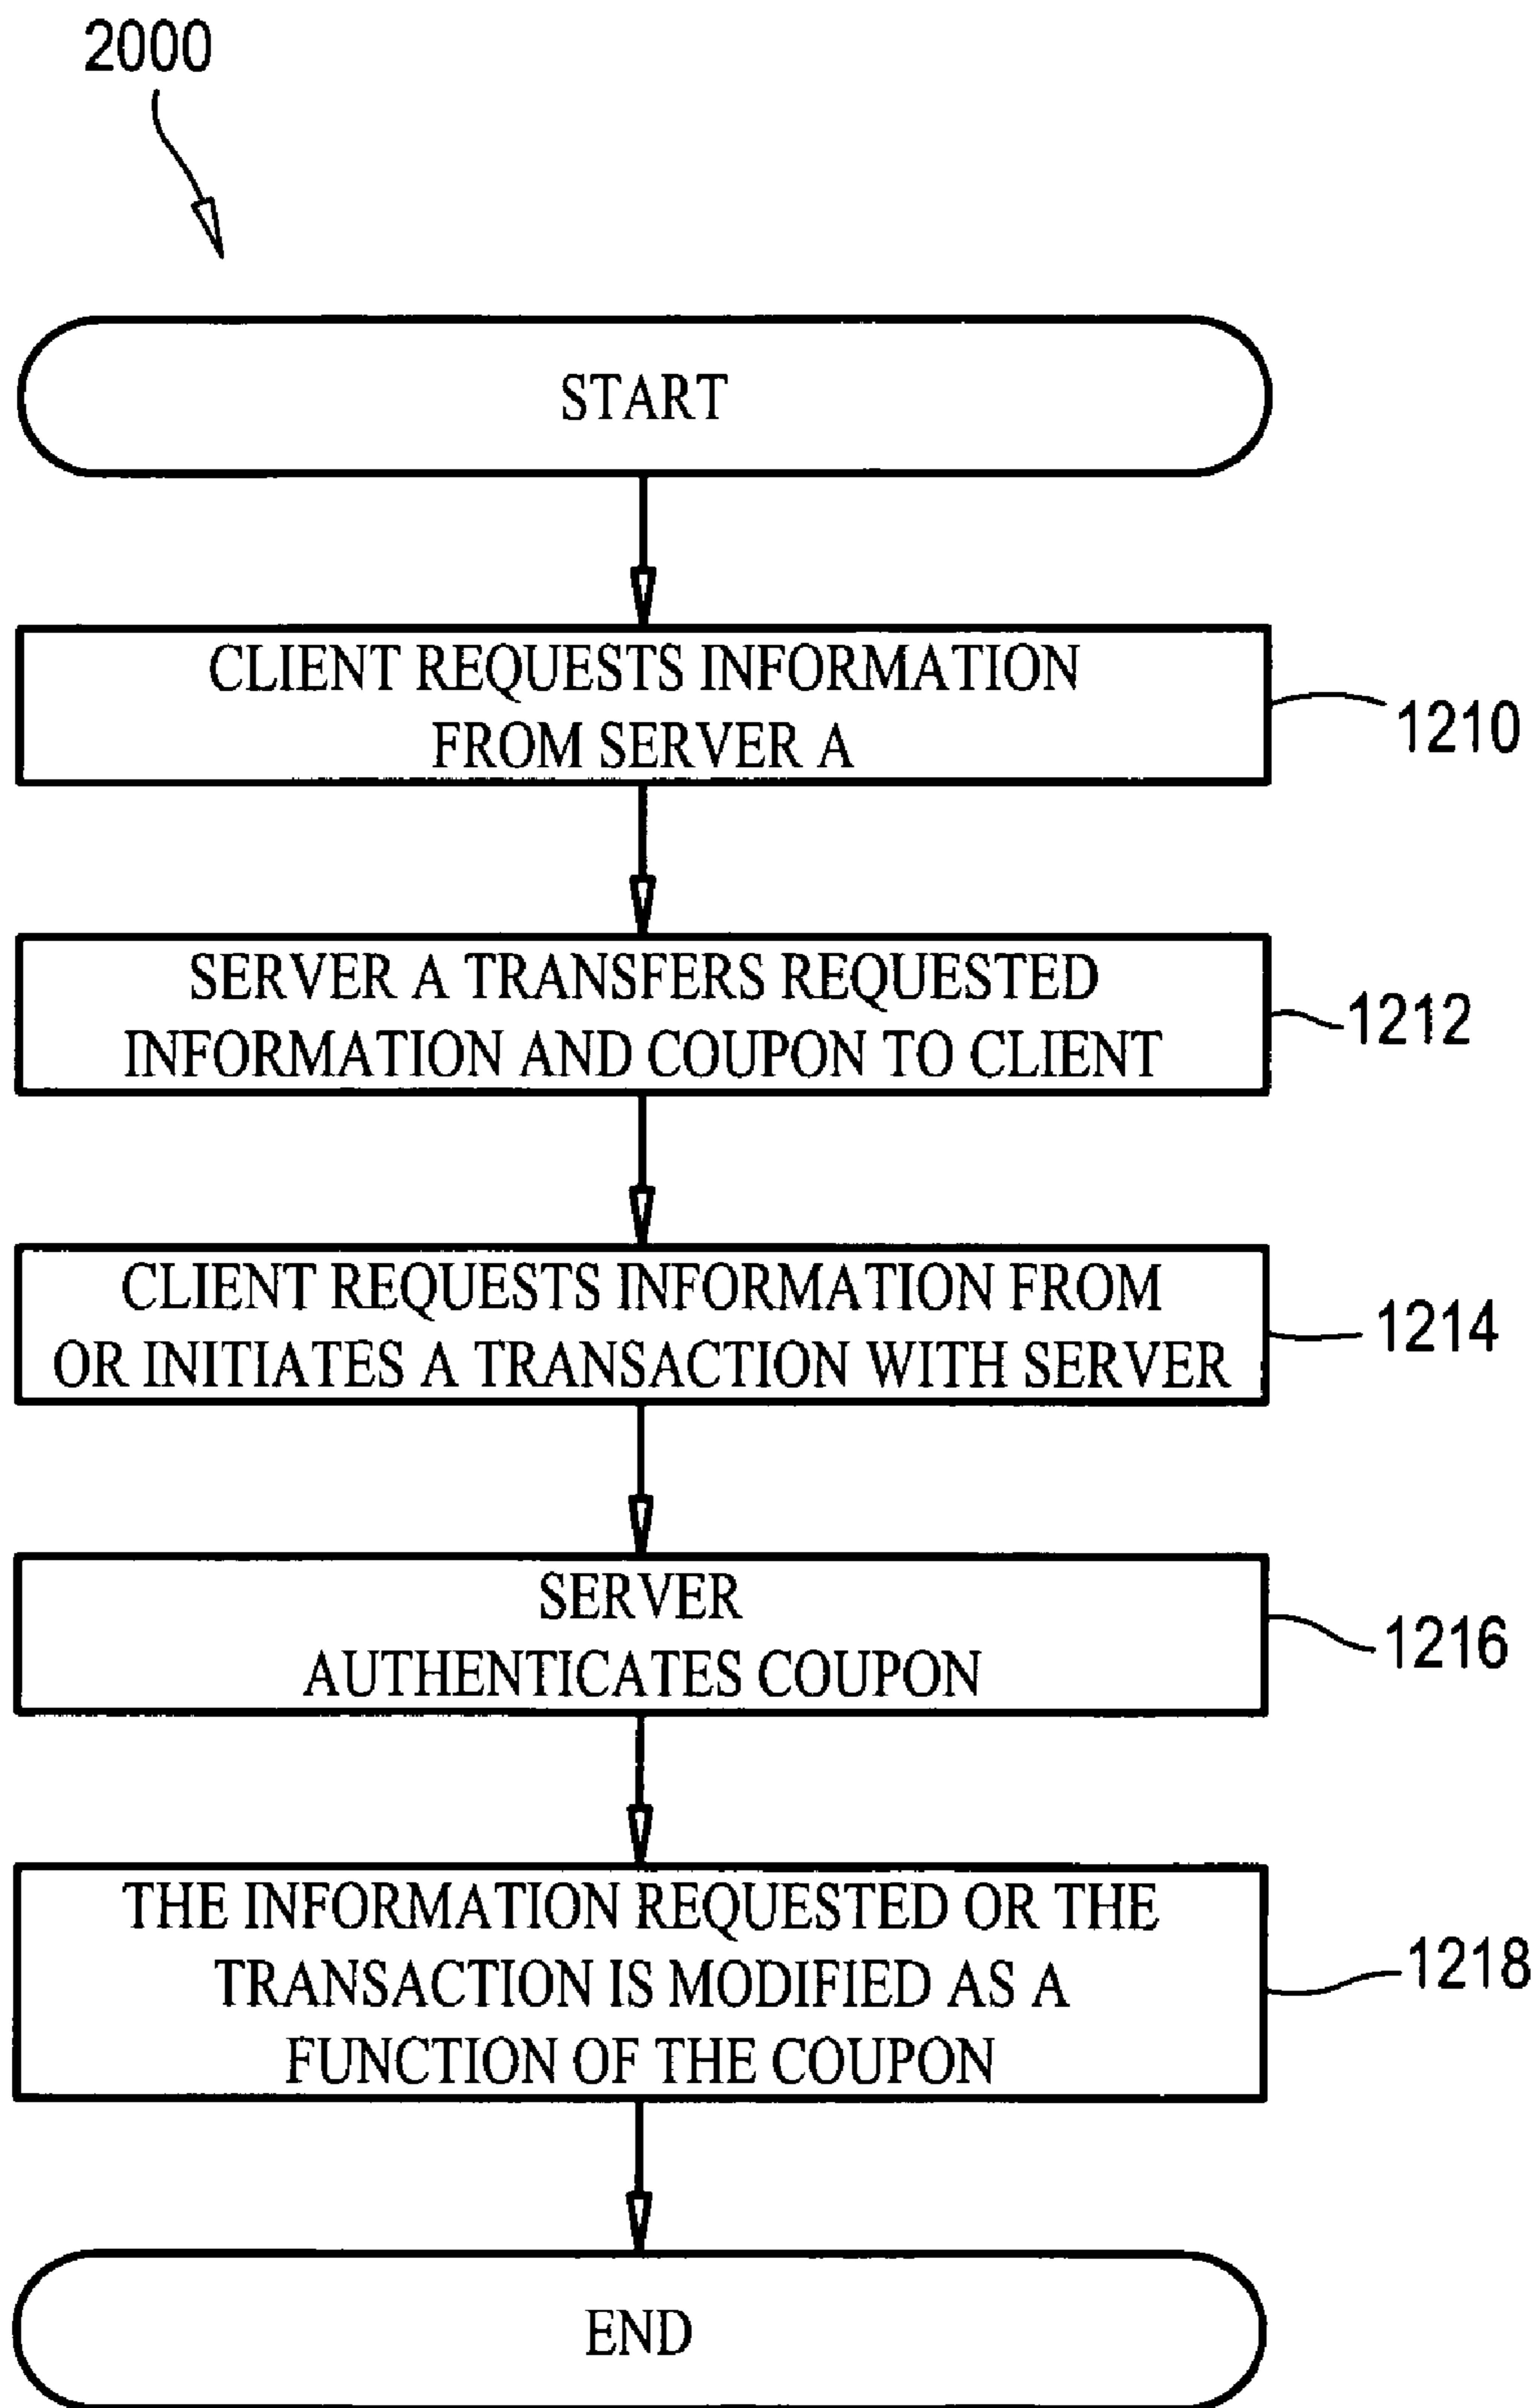 2000
START
CLIENT REQUESTS INFORMATION
FROM SERVER A
1210
SERVER A TRANSFERS REQUESTED
INFORMATION AND COUPON TO CLIENT
1212
CLIENT REQUESTS INFORMATION FROM
OR INITIATES A TRANSACTION WITH SERVER
1214
SERVER
AUTHENTICATES COUPON
1216
THE INFORMATION REQUESTED OR THE
TRANSACTION IS MODIFIED AS A
FUNCTION OF THE COUPON
1218
END